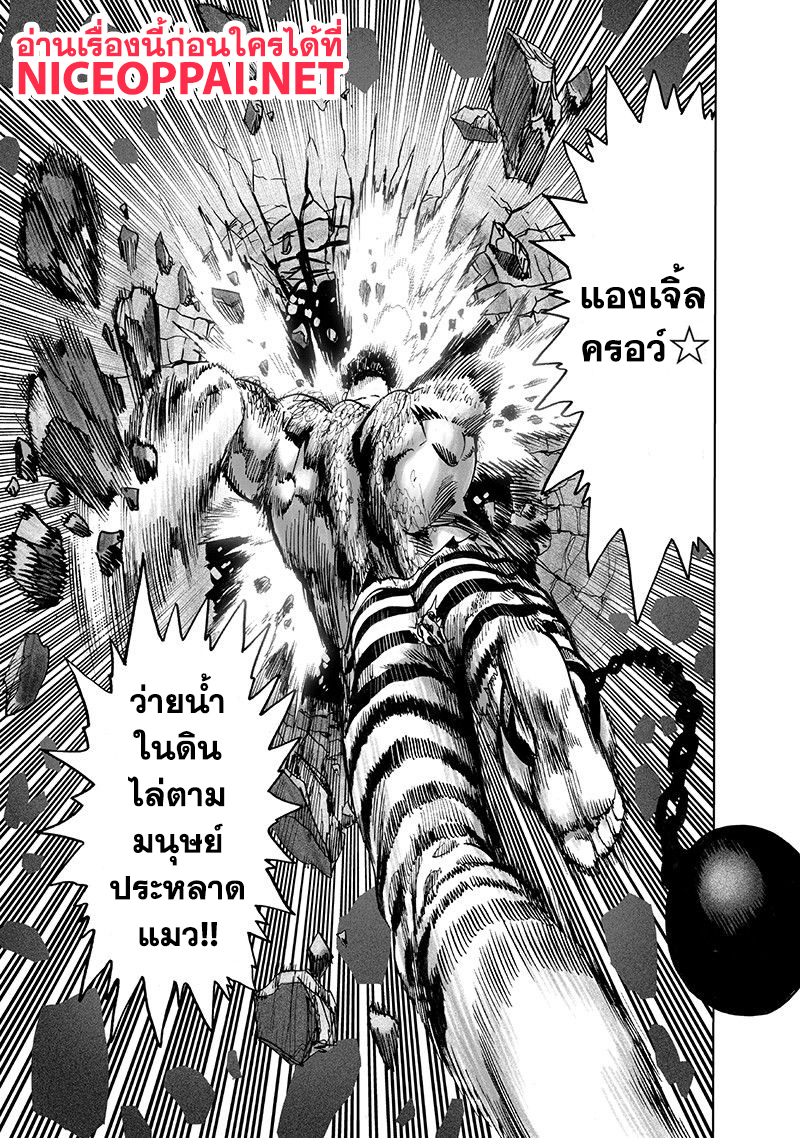 อ่านเรื่องนี้ก่อนใครได้ที่
NICEOPPAI.NET
แองเจิ้ล
ครอว์☆
ว่ายน้ำ
ในดิน
ไล่ตาม
มนุษย์
ประหลาด
แมว!!